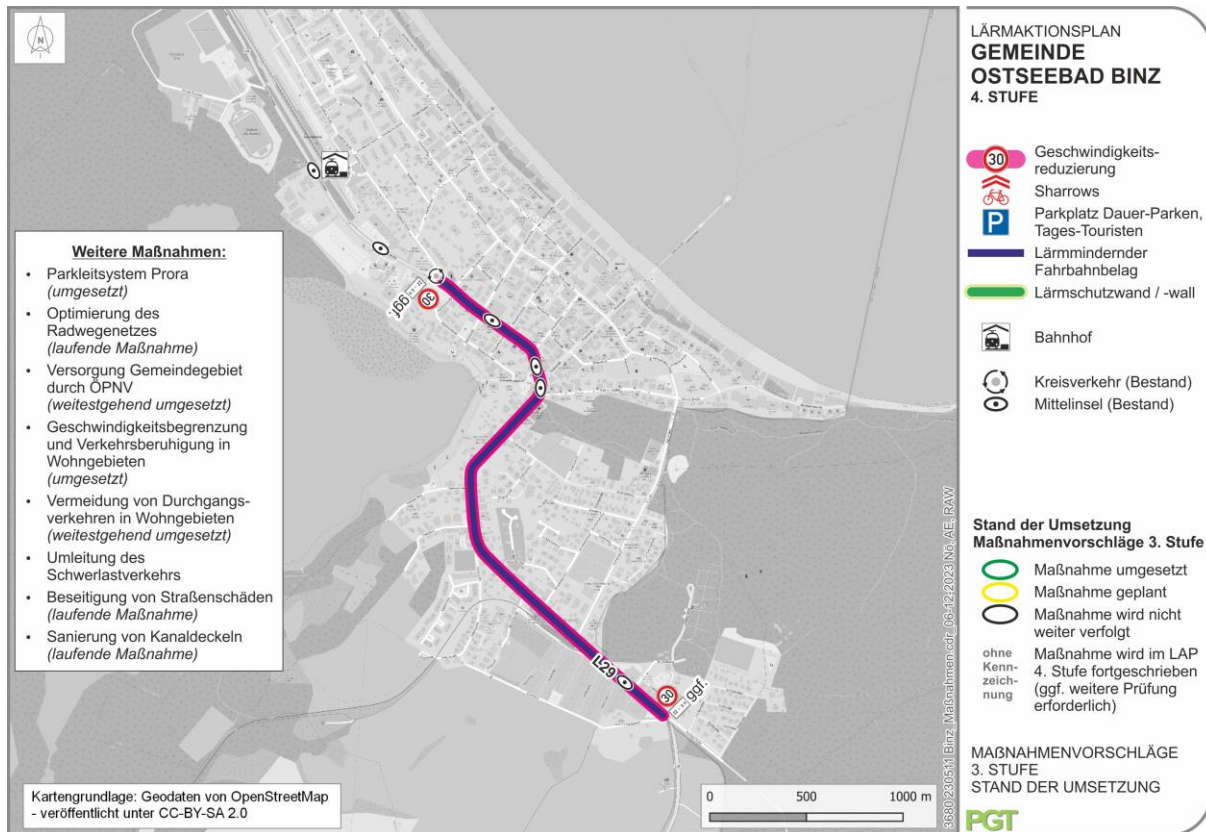 N
LÄRMAKTIONSPLAN
GEMEINDE
OSTSEEBAD BINZ
4. STUFE
30
Geschwindigkeits-
reduzierung
Sharrows
P
Parkplatz Dauer-Parken,
Tages-Touristen
Lärmmindernder
Fahrbahnbelag
Lärmschutzwand / -wall
Bahnhof
Kreisverkehr (Bestand)
Mittelinsel (Bestand)
Stand der Umsetzung
Maßnahmenvorschläge 3. Stufe
Maßnahme umgesetzt
Maßnahme geplant
Maßnahme wird nicht
weiter verfolgt
ohne
Kenn-
zeich-
nung
Maßnahme wird im LAP
4. Stufe fortgeschrieben
(ggf. weitere Prüfung
erforderlich)
MAßNAHMENVORSCHLÄGE
3. STUFE
STAND DER UMSETZUNG
PGT
Weitere Maßnahmen:
• Parkleitsystem Prora
(umgesetzt)
• Optimierung des
Radwegenetzes
(laufende Maßnahme)
• Versorgung Gemeindegebiet
durch ÖPNV
(weitestgehend umgesetzt)
• Geschwindigkeitsbegrenzung
und Verkehrsberuhigung in
Wohngebieten
(umgesetzt)
• Vermeidung von Durchgangs-
verkehren in Wohngebieten
(weitestgehend umgesetzt)
• Umleitung des
Schwerlastverkehrs
• Beseitigung von Straßenschäden
(laufende Maßnahme)
• Sanierung von Kanaldeckeln
(laufende Maßnahme)
ggf.
30
L29
30
ggf.
Kartengrundlage: Geodaten von OpenStreetMap
- veröffentlicht unter CC-BY-SA 2.0
0 500 1000 m
3680 230511 Binz_Maßnahmen.cdr_06-12-2023 No, AE, RAW